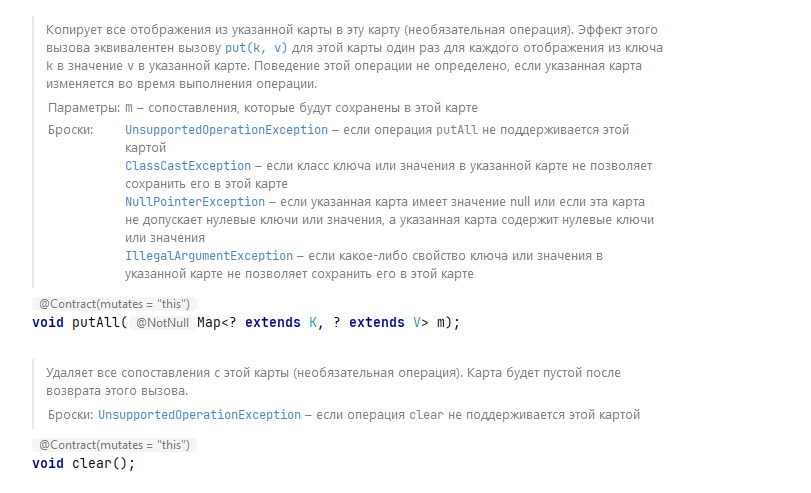 Копирует все отображения из указанной карты в эту карту (необязательная операция). Эффект этого
вызова эквивалентен вызову put(k, v) для этой карты один раз для каждого отображения из ключа
k в значение v в указанной карте. Поведение этой операции не определено, если указанная карта
изменяется во время выполнения операции.
Параметры: m – сопоставления, которые будут сохранены в этой карте
Броски: UnsupportedOperationException – если операция putAll не поддерживается этой
картой
ClassCastException – если класс ключа или значения в указанной карте не позволяет
сохранить его в этой карте
NullPointerException – если указанная карта имеет значение null или если эта карта
не допускает нулевые ключи или значения, а указанная карта содержит нулевые ключи
или значения
IllegalArgumentException – если какое-либо свойство ключа или значения в
указанной карте не позволяет сохранить его в этой карте
@Contract(mutates = "this")
void putAll( @NotNull Map<? extends K, ? extends V> m);
Удаляет все сопоставления с этой карты (необязательная операция). Карта будет пустой после
возврата этого вызова.
Броски: UnsupportedOperationException – если операция clear не поддерживается этой картой
@Contract(mutates = "this")
void clear();